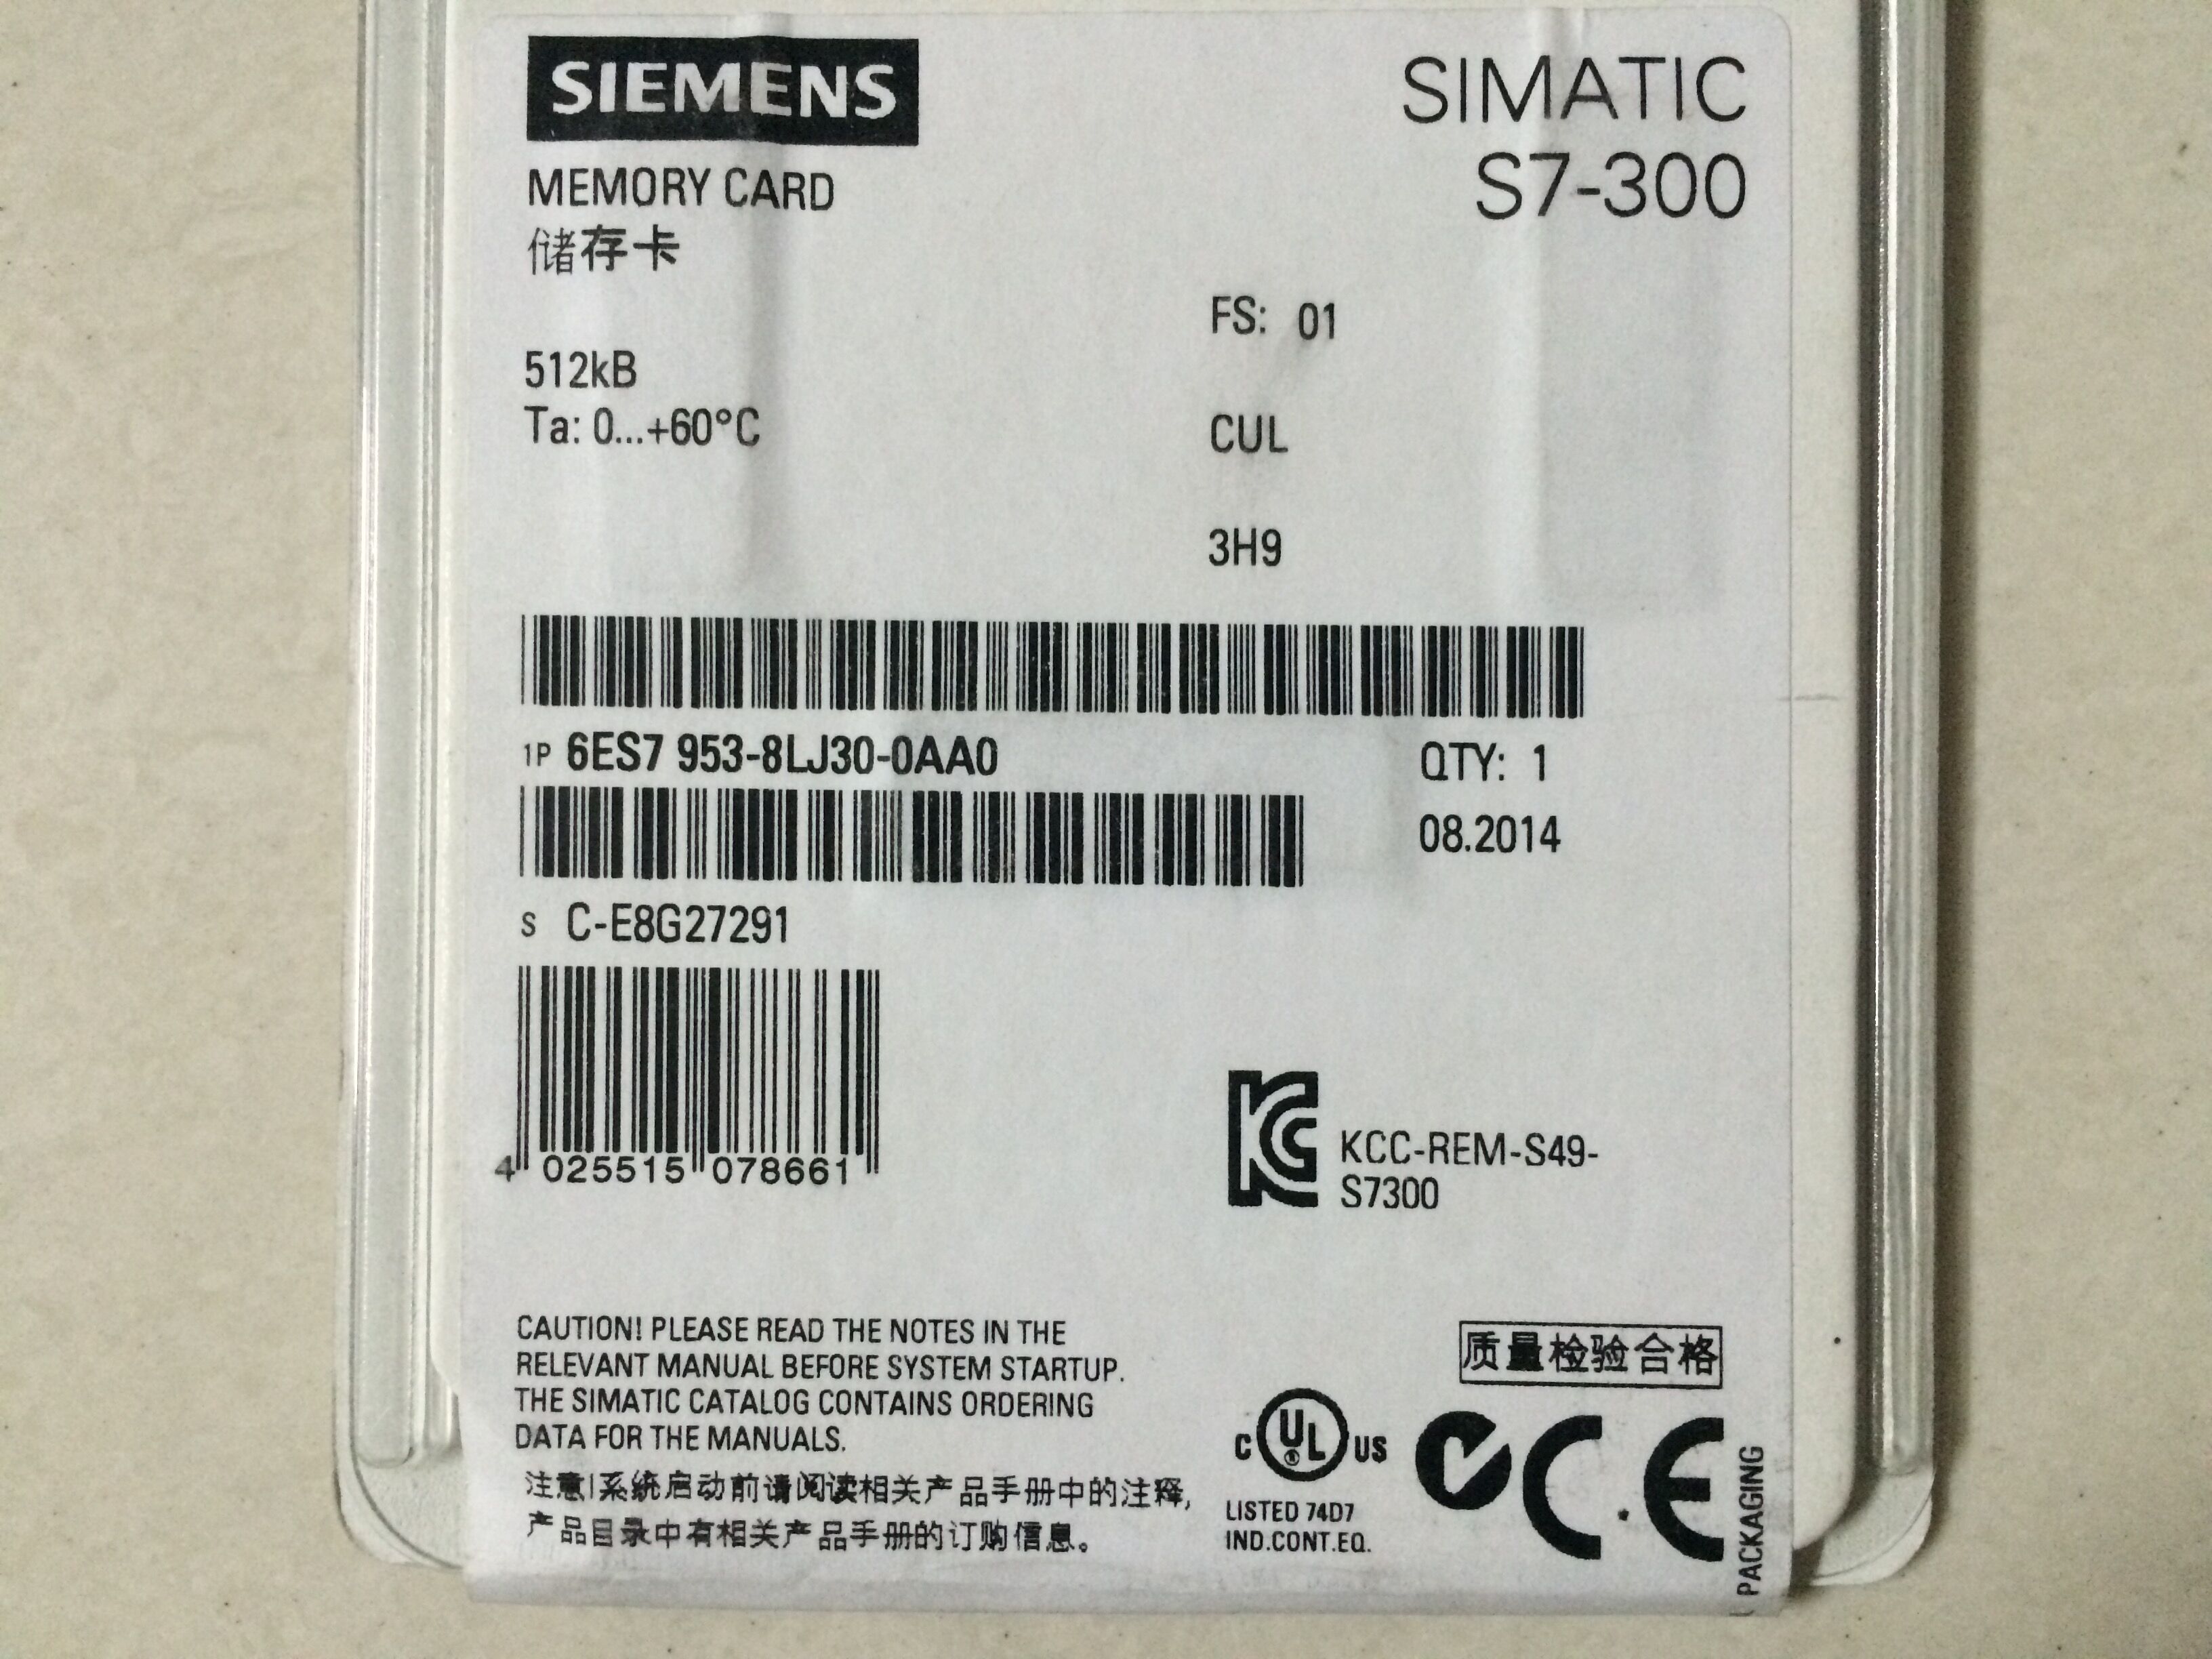 SIEMENS
SIMATIC
S7-300
MEMORY CARD
储存卡
FS: 01
512kB
Ta: 0...+60°C
CUL
3H9
1P 6ES7 953-8LJ30-0AA0
QTY: 1
08.2014
S C-E8G27291
4 025515 078661
KCC-REM-S49-
S7300
CAUTION! PLEASE READ THE NOTES IN THE
RELEVANT MANUAL BEFORE SYSTEM STARTUP.
THE SIMATIC CATALOG CONTAINS ORDERING
DATA FOR THE MANUALS.
注意!系统启动前请阅读相关产品手册中的注释,
产品目录中有相关产品手册的订购信息。
质量检验合格
C UL® US
LISTED 74D7
IND.CONT.EQ.
CE
PACKAGING